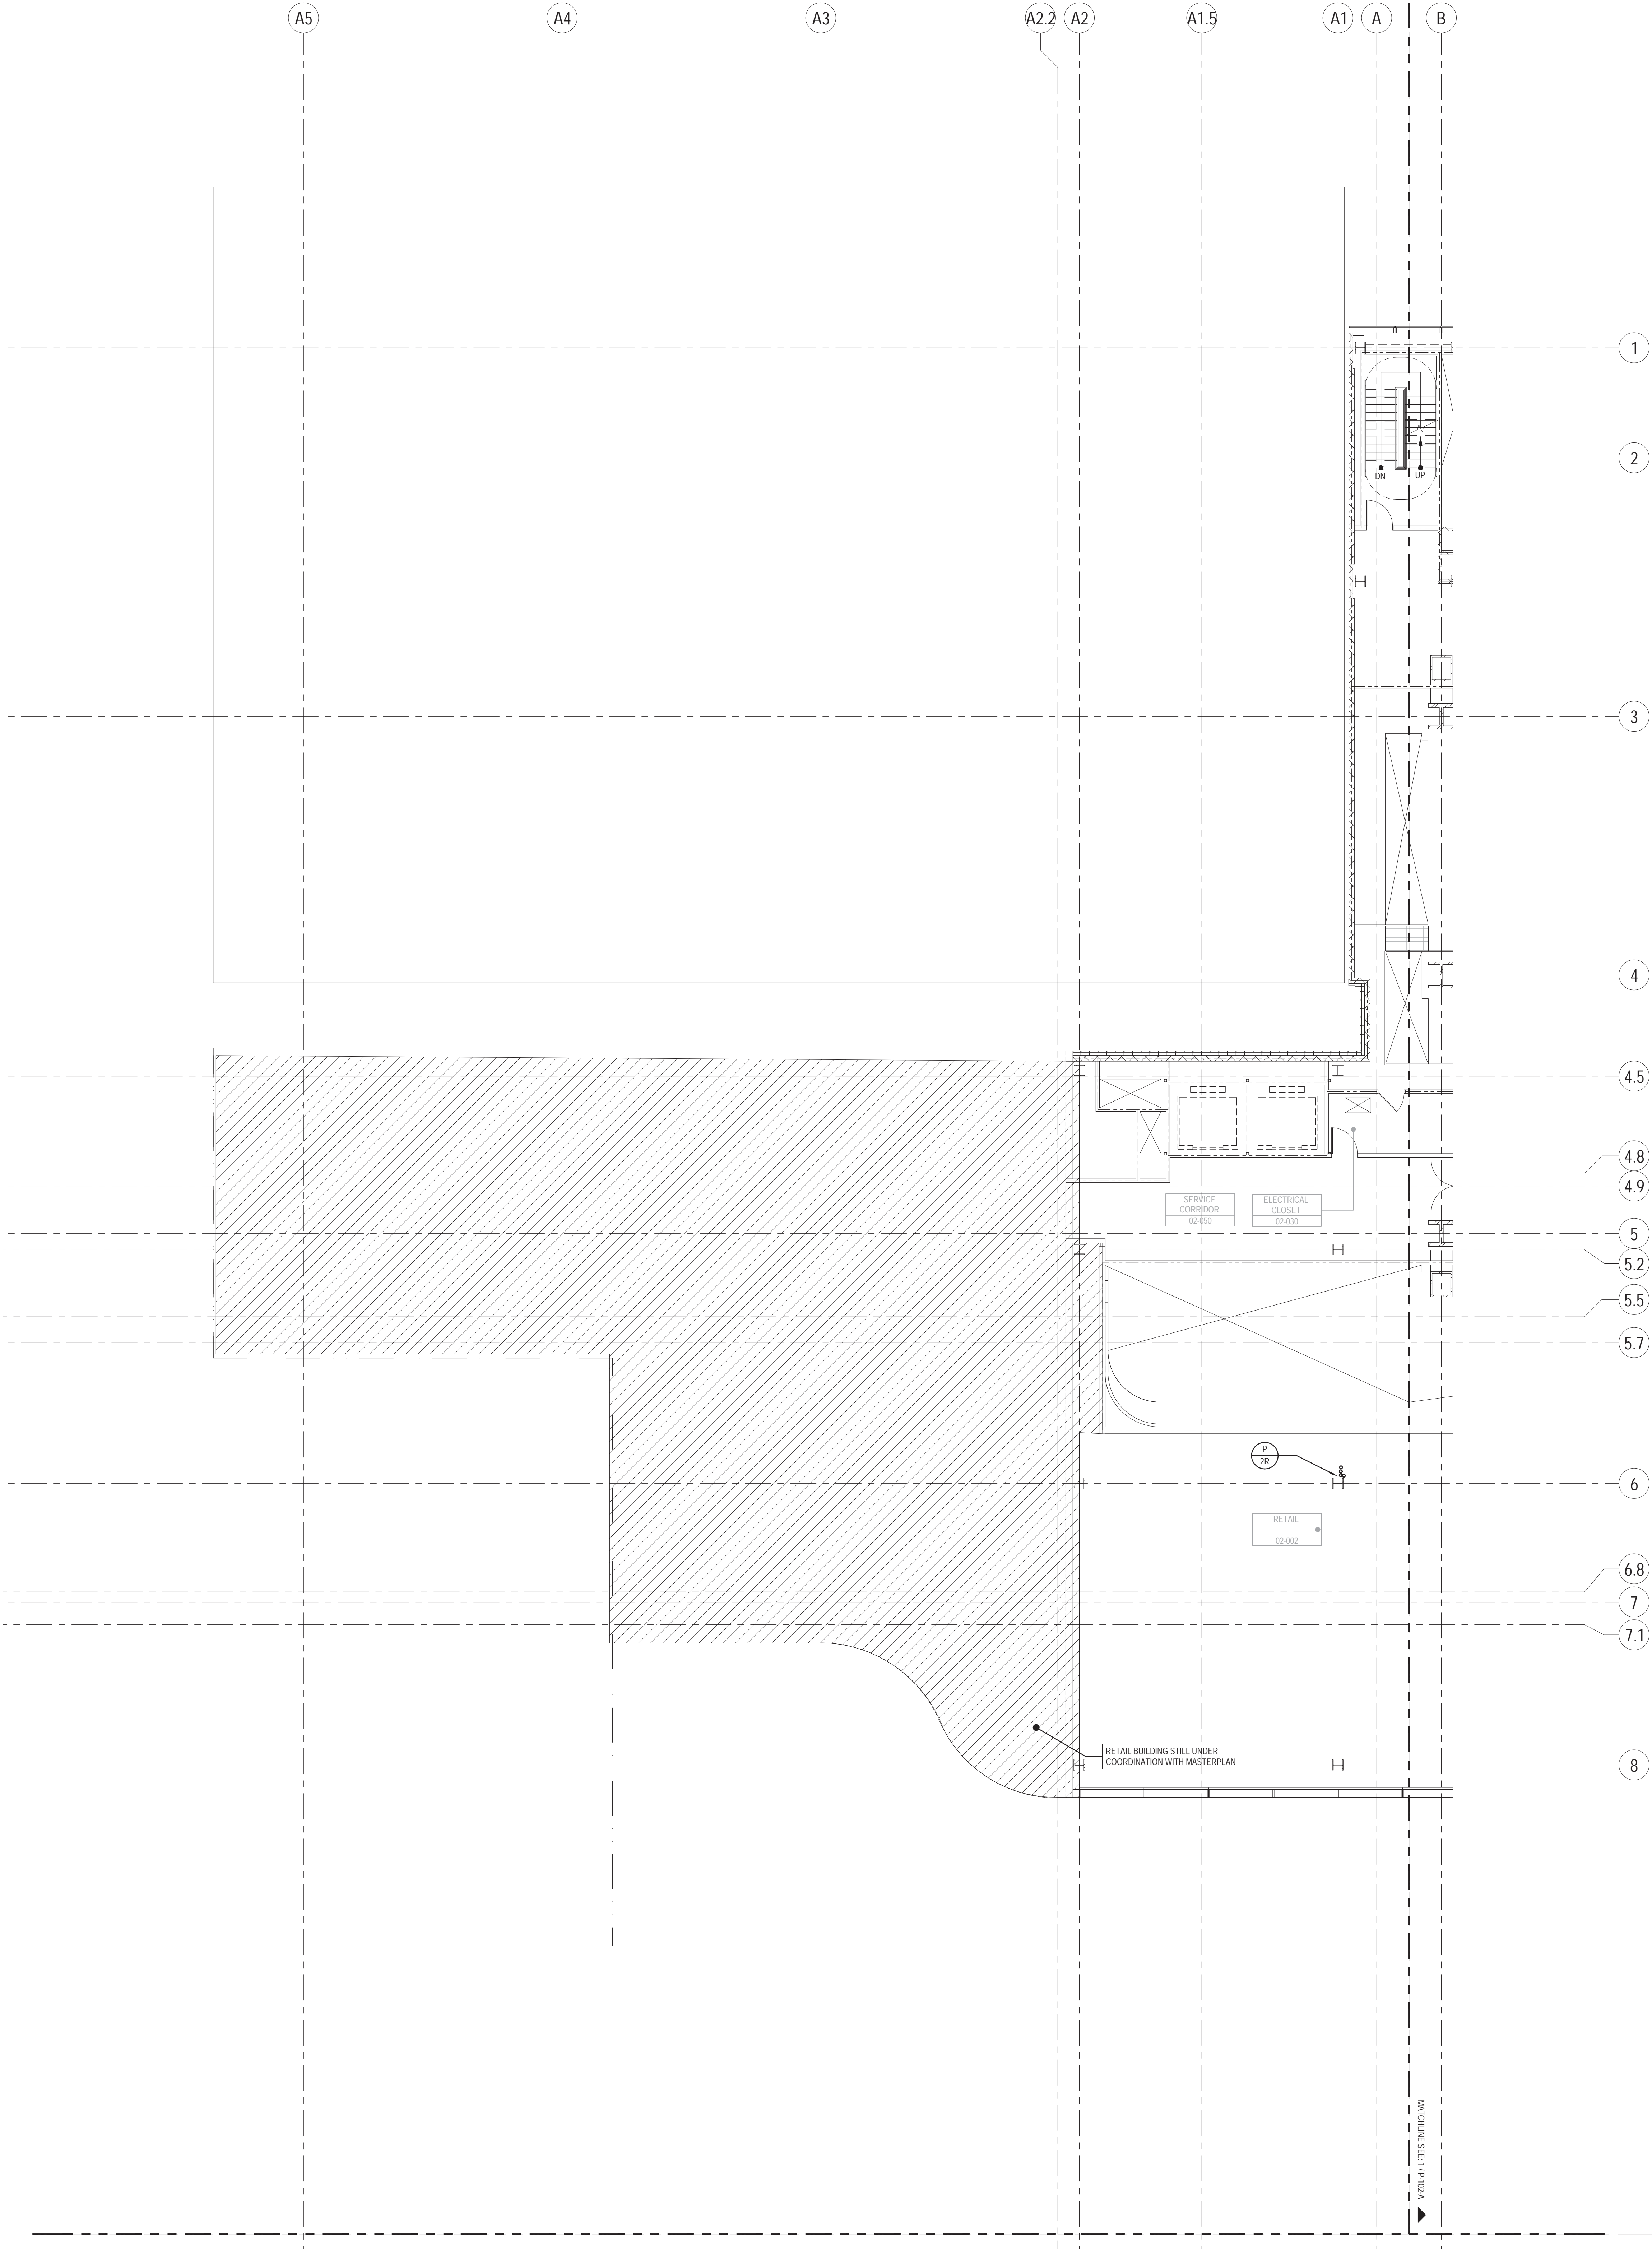 A5
A4
A3
A2.2
A2
A1.5
A1
A
B
1
2
DN
UP
3
4
4.5
4.8
4.9
SERVICE
CORRIDOR
02-050
ELECTRICAL
CLOSET
02-030
5
5.2
5.5
5.7
P
2R
6
RETAIL
02-002
6.8
7
7.1
RETAIL BUILDING STILL UNDER
COORDINATION WITH MASTERPLAN
8
MATCHLINE SEE: 1 / P-102-A